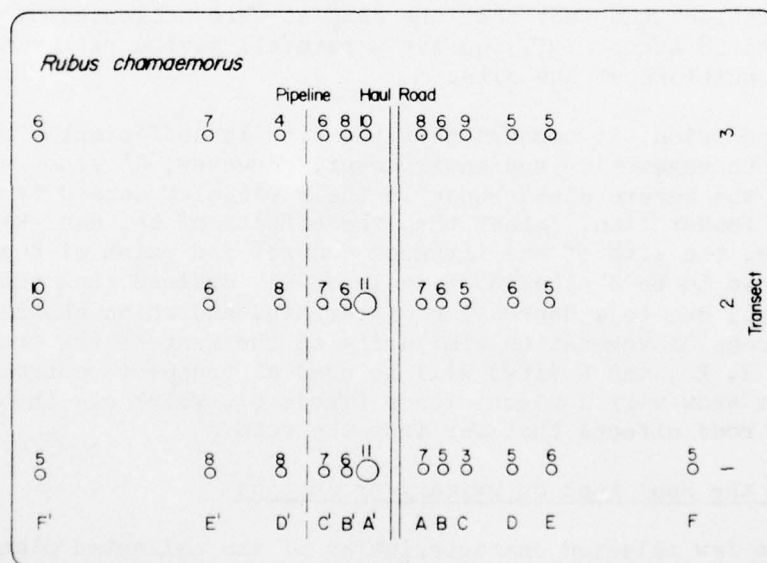 Rubus chamaemorus
Pipeline Haul Road
6 7 4 6 8 10 8 6 9 5 5 3
10 6 8 6 6 11 7 6 5 6 5 2
Transect
5 8 8 7 6 11 7 5 3 5 6 5 1
F' E' D' C' B' A' A B C D E F